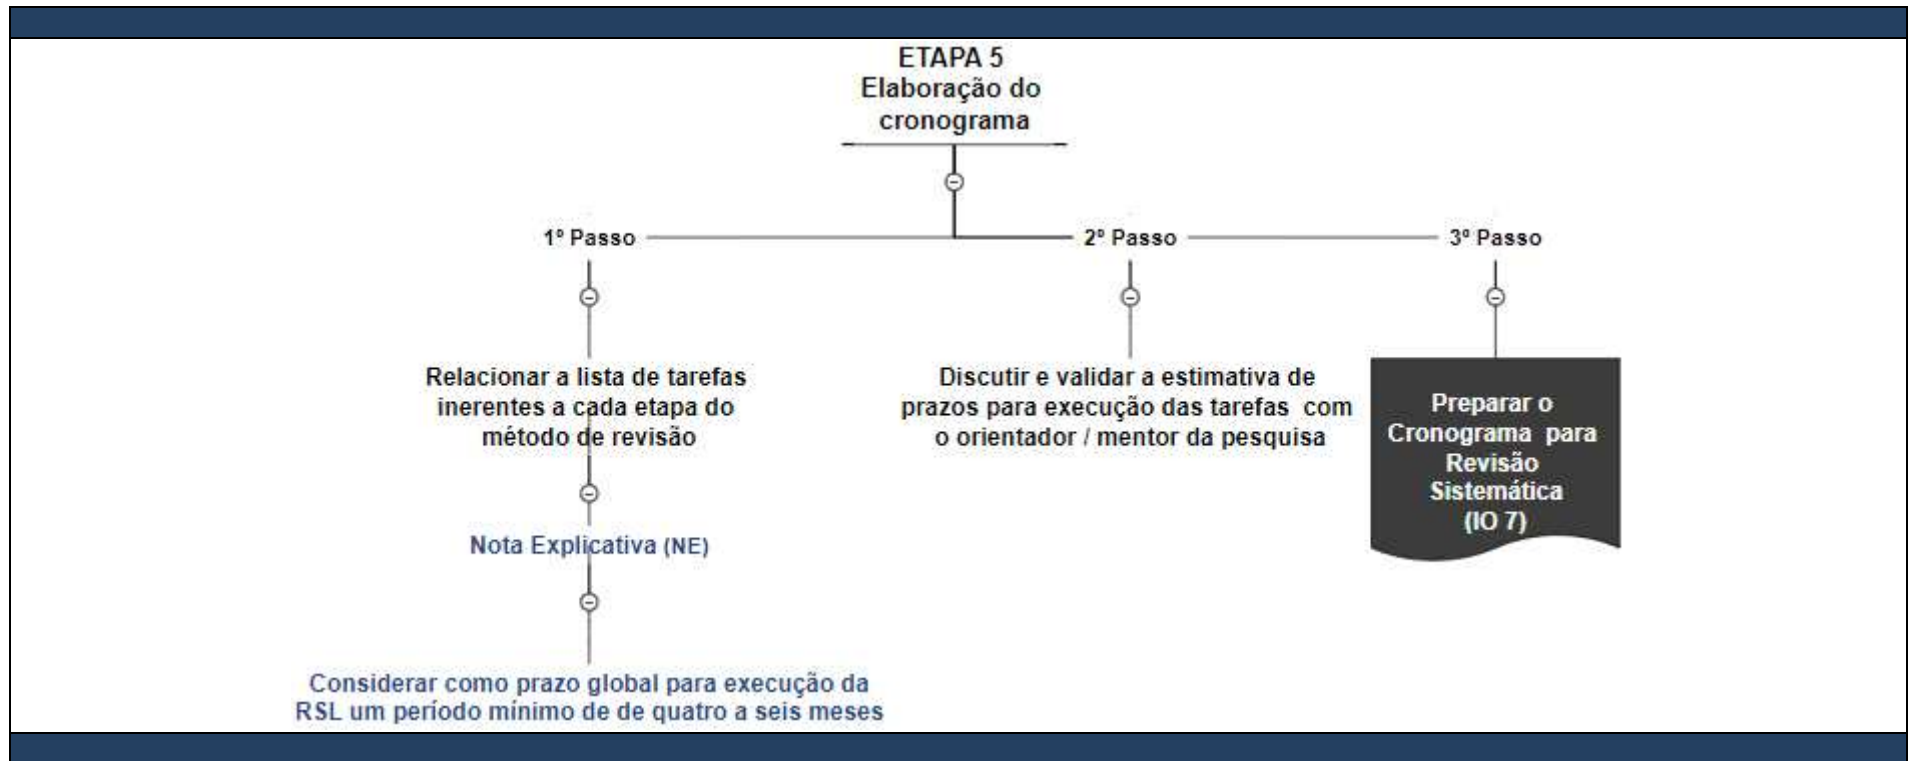 ETAPA 5
Elaboração do
cronograma
1º Passo
2º Passo
3º Passo
Relacionar a lista de tarefas
inerentes a cada etapa do
método de revisão
Nota Explicativa (NE)
Considerar como prazo global para execução da
RSL um período mínimo de de quatro a seis meses
Discutir e validar a estimativa de
prazos para execução das tarefas com
o orientador / mentor da pesquisa
Preparar o
Cronograma para
Revisão
Sistemática
(IO 7)